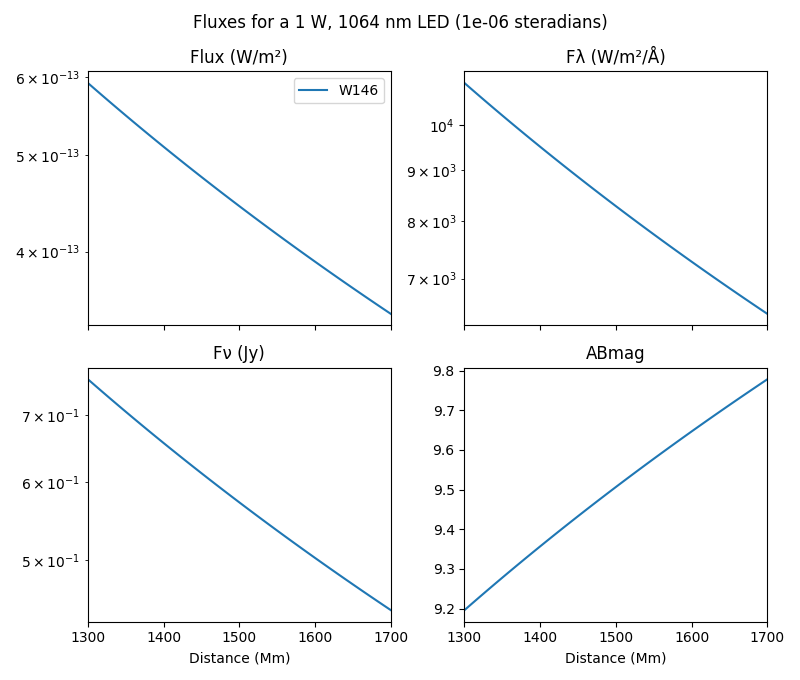 Fluxes for a 1 W, 1064 nm LED (1e-06 steradians)
Flux (W/m²)
6 × 10⁻¹³
5 × 10⁻¹³
4 × 10⁻¹³
W146
Fλ (W/m²/Å)
10⁴
9 × 10³
8 × 10³
7 × 10³
Fν (Jy)
7 × 10⁻¹
6 × 10⁻¹
5 × 10⁻¹
1300 1400 1500 1600 1700
Distance (Mm)
ABmag
9.8
9.7
9.6
9.5
9.4
9.3
9.2
1300 1400 1500 1600 1700
Distance (Mm)